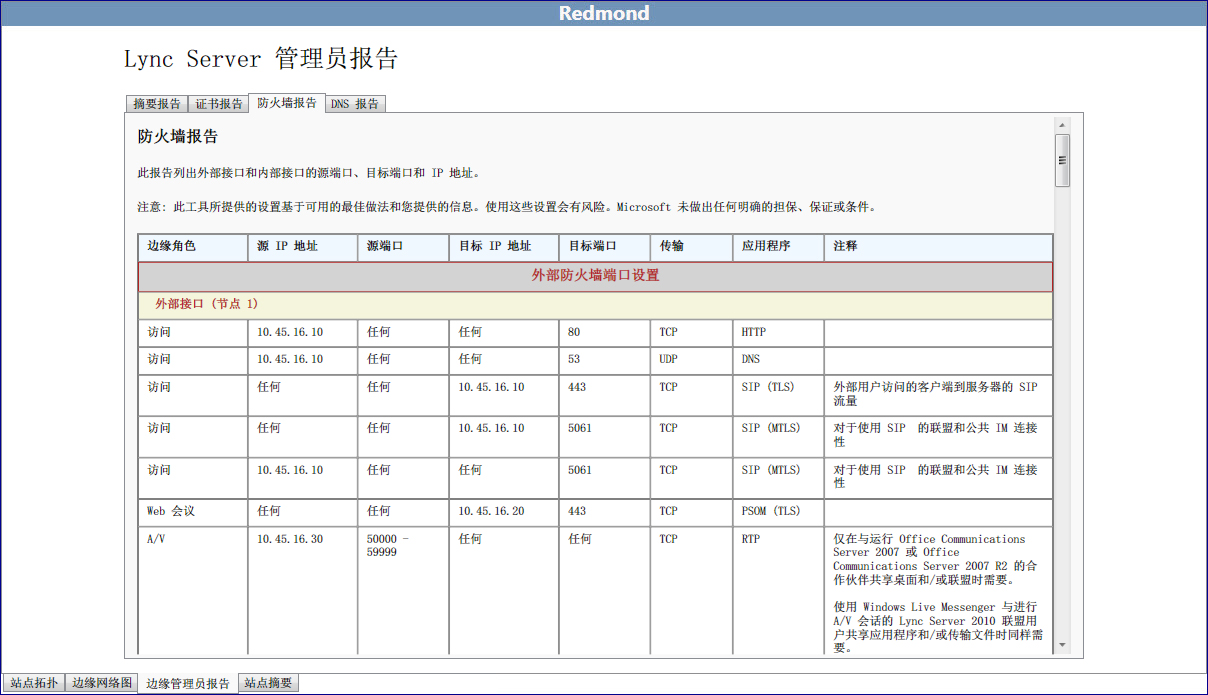 Redmond
Lync Server 管理员报告
摘要报告 证书报告 防火墙报告 DNS 报告
防火墙报告
此报告列出外部接口和内部接口的源端口、目标端口和 IP 地址。
注意: 此工具所提供的设置基于可用的最佳做法和您提供的信息。使用这些设置会有风险。Microsoft 未做出任何明确的担保、保证或条件。
边缘角色 源 IP 地址 源端口 目标 IP 地址 目标端口 传输 应用程序 注释
外部防火墙端口设置
外部接口 (节点 1)
访问 10.45.16.10 任何 任何 80 TCP HTTP
访问 10.45.16.10 任何 任何 53 UDP DNS
访问 任何 任何 10.45.16.10 443 TCP SIP (TLS) 外部用户访问的客户端到服务器的 SIP
流量
访问 任何 任何 10.45.16.10 5061 TCP SIP (MTLS) 对于使用 SIP 的联盟和公共 IM 连接
性
访问 10.45.16.10 任何 任何 5061 TCP SIP (MTLS) 对于使用 SIP 的联盟和公共 IM 连接
性
Web 会议 任何 任何 10.45.16.20 443 TCP PSOM (TLS)
A/V 10.45.16.30 50000 - 任何 任何 TCP RTP 仅在与运行 Office Communications
59999 Server 2007 或 Office
Communications Server 2007 R2 的合
作伙伴共享桌面和/或联盟时需要。
使用 Windows Live Messenger 与进行
A/V 会话的 Lync Server 2010 联盟用
户共享应用程序和/或传输文件时同样需
要。
站点拓扑 边缘网络图 边缘管理员报告 站点摘要